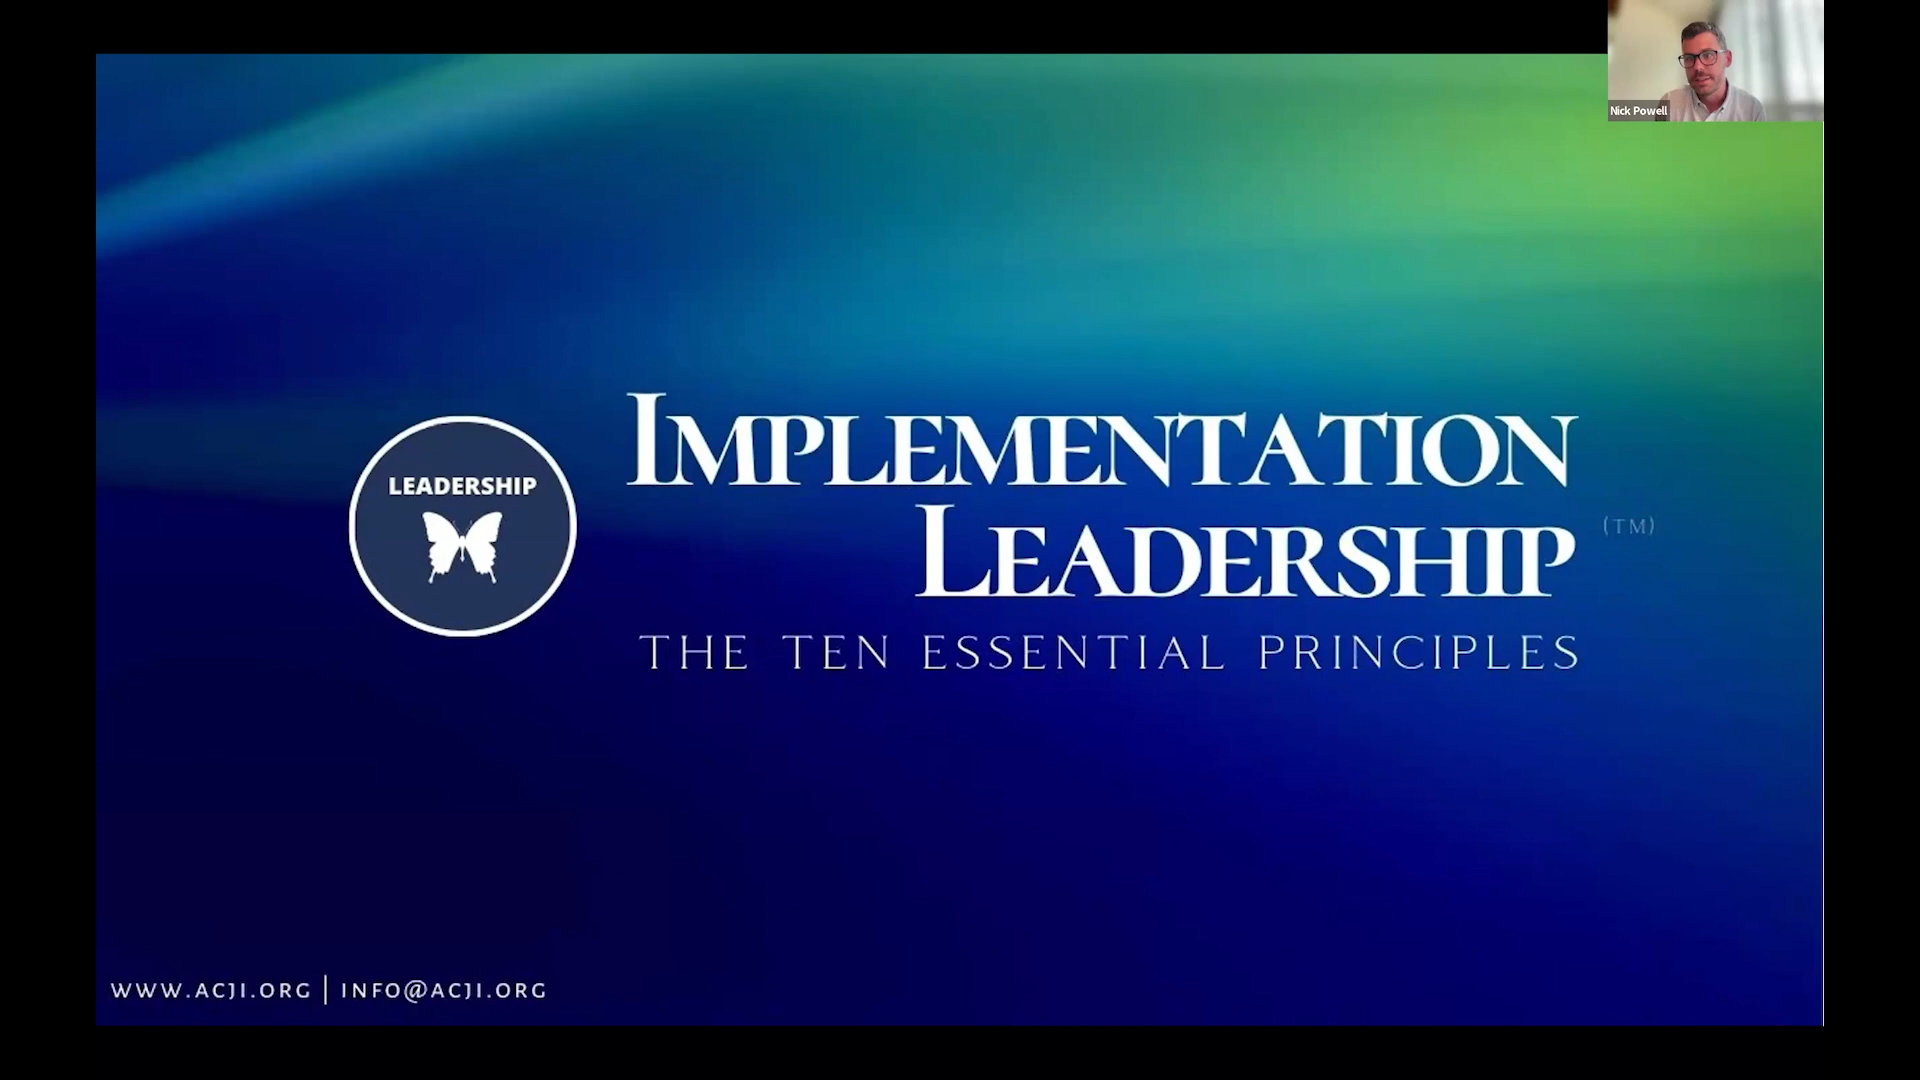 Nick Powell
LEADERSHIP
IMPLEMENTATION
LEADERSHIP (TM)
THE TEN ESSENTIAL PRINCIPLES
WWW.ACJI.ORG | INFO@ACJI.ORG